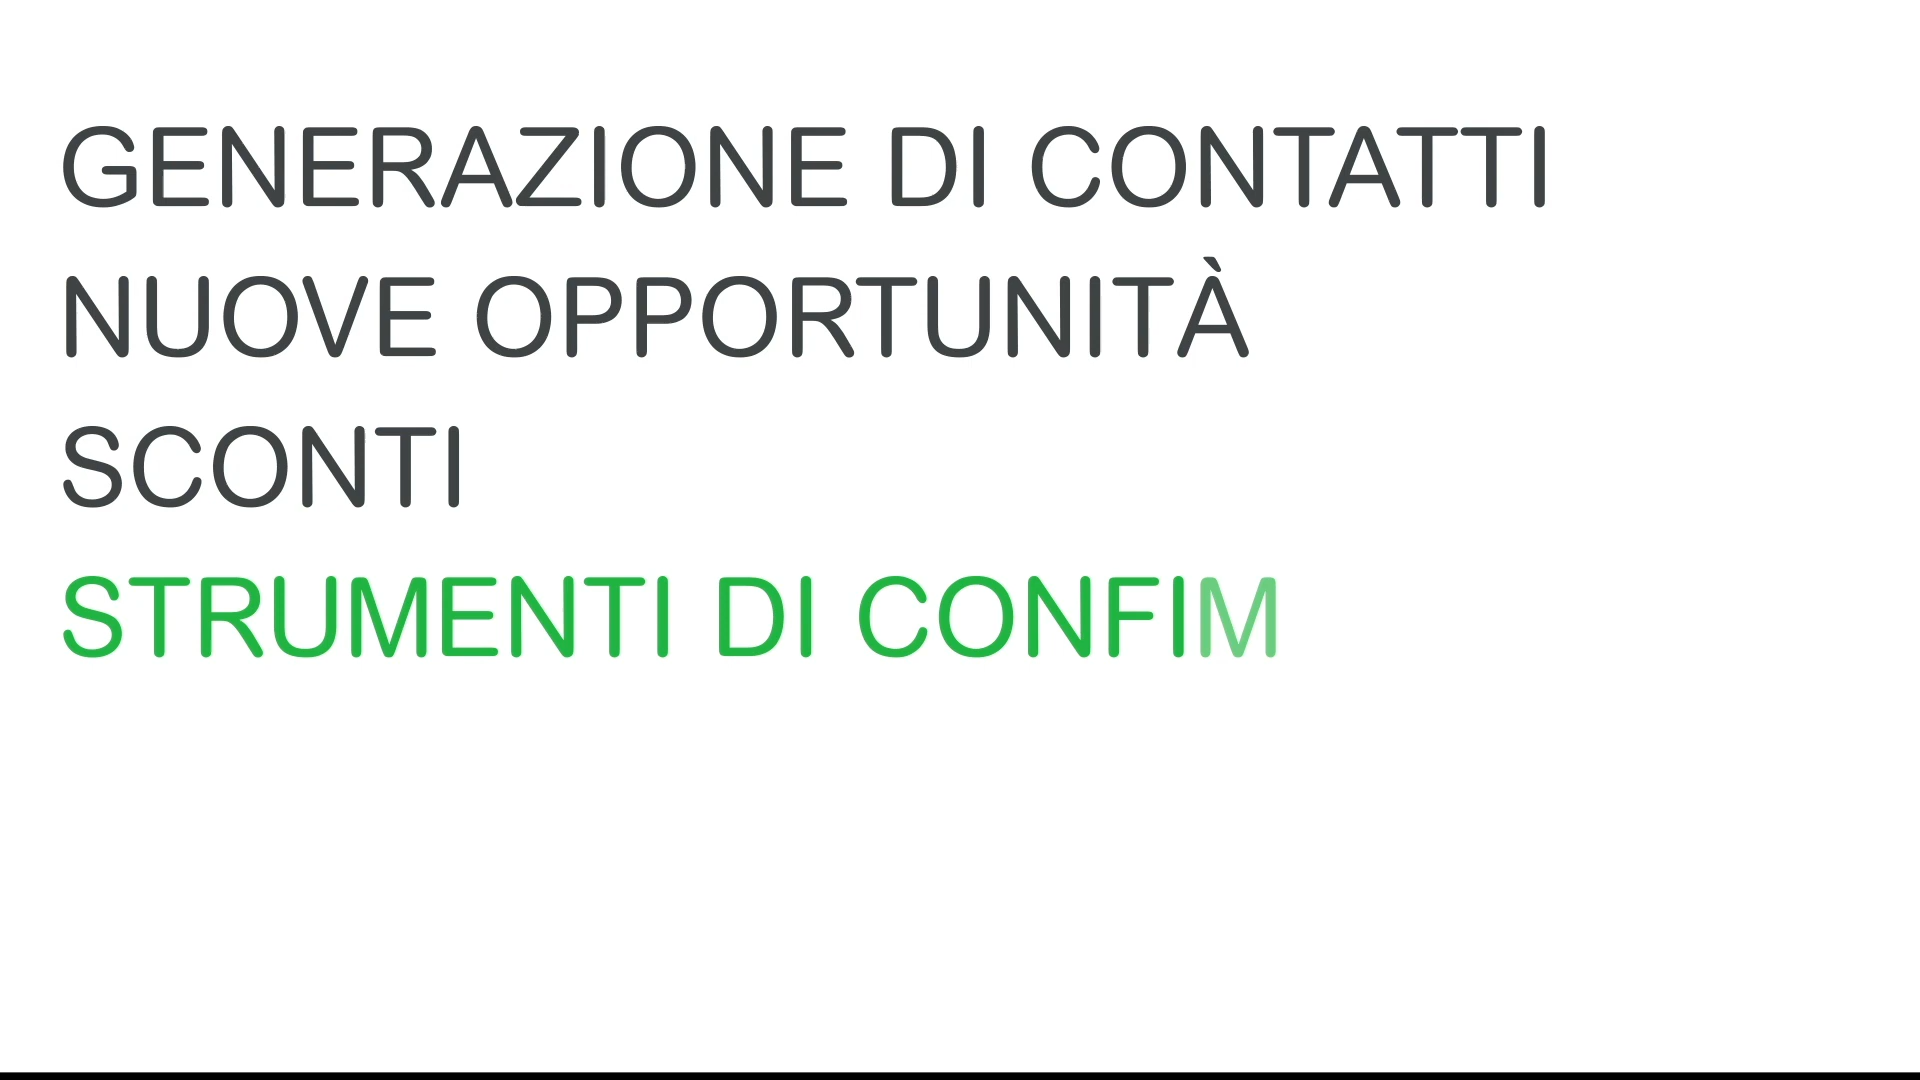 GENERAZIONE DI CONTATTI
NUOVE OPPORTUNITÀ
SCONTI
STRUMENTI DI CONFIM